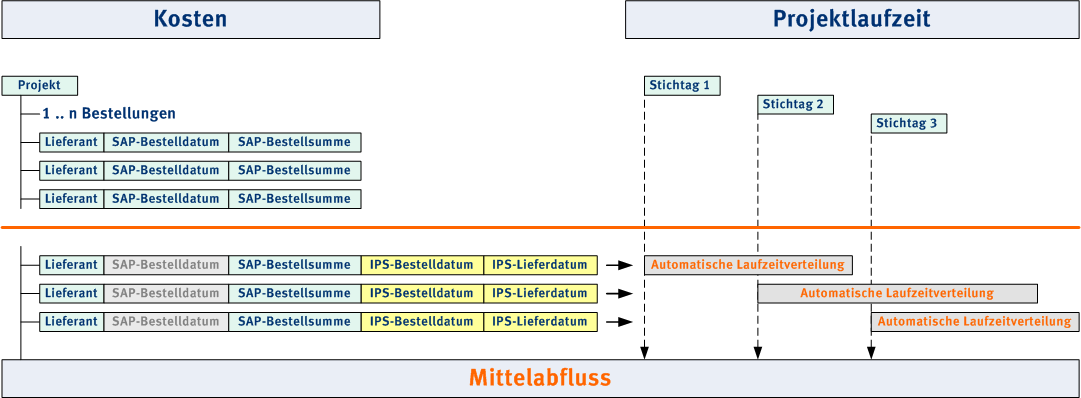 Kosten
Projektlaufzeit
Projekt
1 .. n Bestellungen
Lieferant SAP-Bestelldatum SAP-Bestellsumme
Lieferant SAP-Bestelldatum SAP-Bestellsumme
Lieferant SAP-Bestelldatum SAP-Bestellsumme
Stichtag 1
Stichtag 2
Stichtag 3
Lieferant SAP-Bestelldatum SAP-Bestellsumme IPS-Bestelldatum IPS-Lieferdatum Automatische Laufzeitverteilung
Lieferant SAP-Bestelldatum SAP-Bestellsumme IPS-Bestelldatum IPS-Lieferdatum Automatische Laufzeitverteilung
Lieferant SAP-Bestelldatum SAP-Bestellsumme IPS-Bestelldatum IPS-Lieferdatum Automatische Laufzeitverteilung
Mittelabfluss